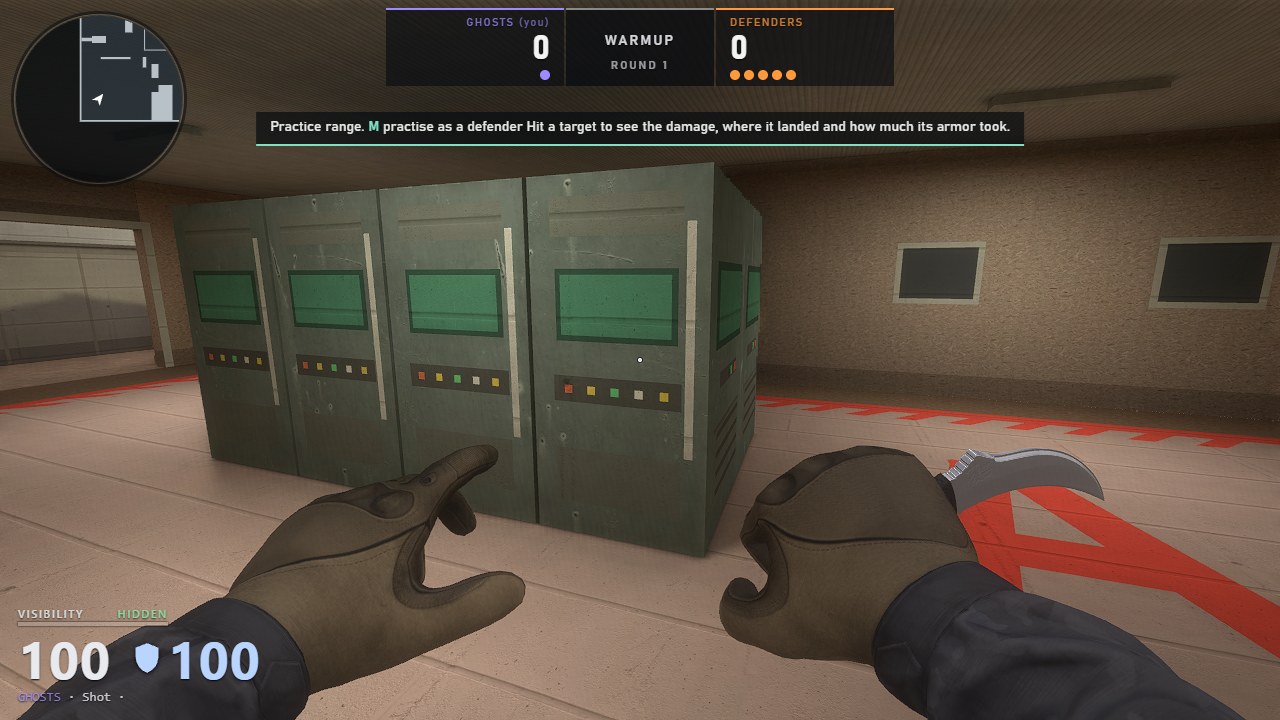 GHOSTS (you)
0
WARMUP
ROUND 1
DEFENDERS
0
Practice range. M practise as a defender Hit a target to see the damage, where it landed and how much its armor took.
VISIBILITY HIDDEN
100 100
GHOSTS · Shot ·